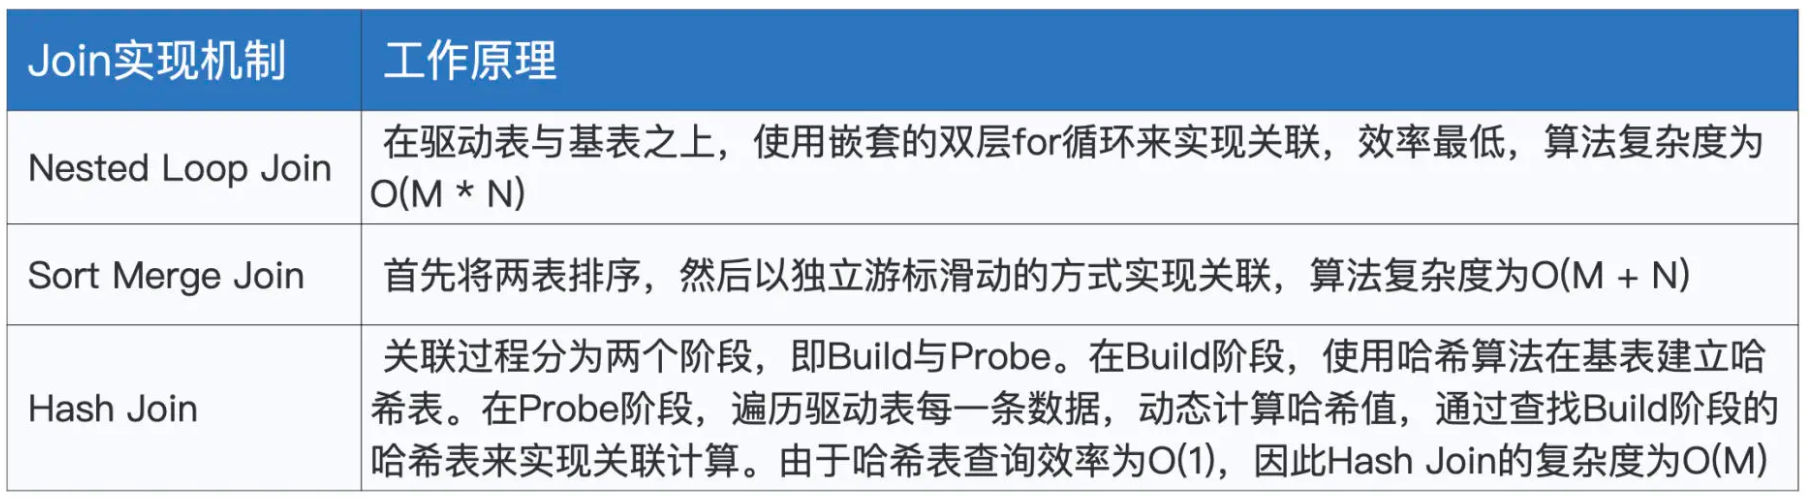 Join实现机制
工作原理
Nested Loop Join
在驱动表与基表之上，使用嵌套的双层for循环来实现关联，效率最低，算法复杂度为
O(M * N)
Sort Merge Join
首先将两表排序，然后以独立游标滑动的方式实现关联，算法复杂度为O(M + N)
Hash Join
关联过程分为两个阶段，即Build与Probe。在Build阶段，使用哈希算法在基表建立哈
希表。在Probe阶段，遍历驱动表每一条数据，动态计算哈希值，通过查找Build阶段的
哈希表来实现关联计算。由于哈希表查询效率为O(1)，因此Hash Join的复杂度为O(M)